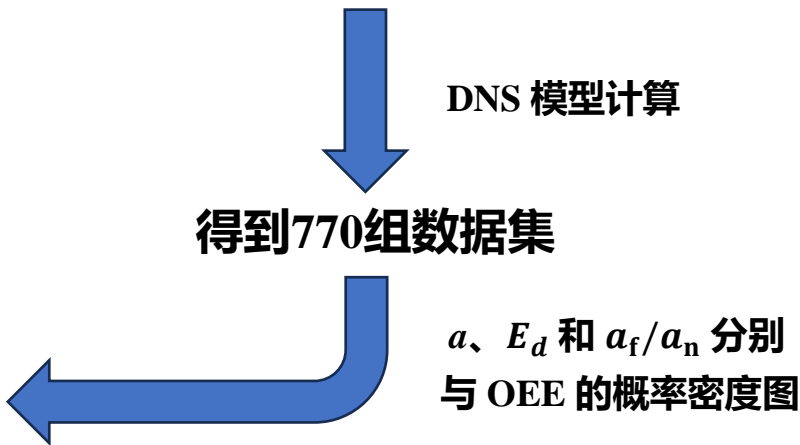 DNS 模型计算
得到770组数据集
a、E_d 和 a_f/a_n 分别
与 OEE 的概率密度图